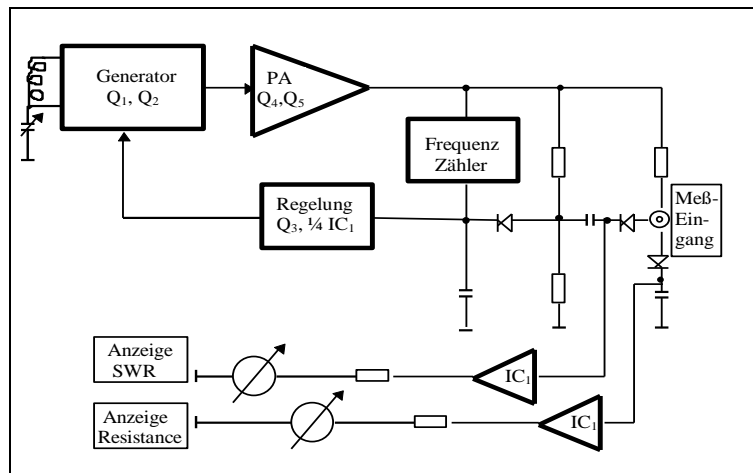 Generator
Q₁, Q₂
PA
Q₄,Q₅
Frequenz
Zähler
Regelung
Q₃, ¼ IC₁
Meß-
Ein-
gang
Anzeige
SWR
IC₁
Anzeige
Resistance
IC₁